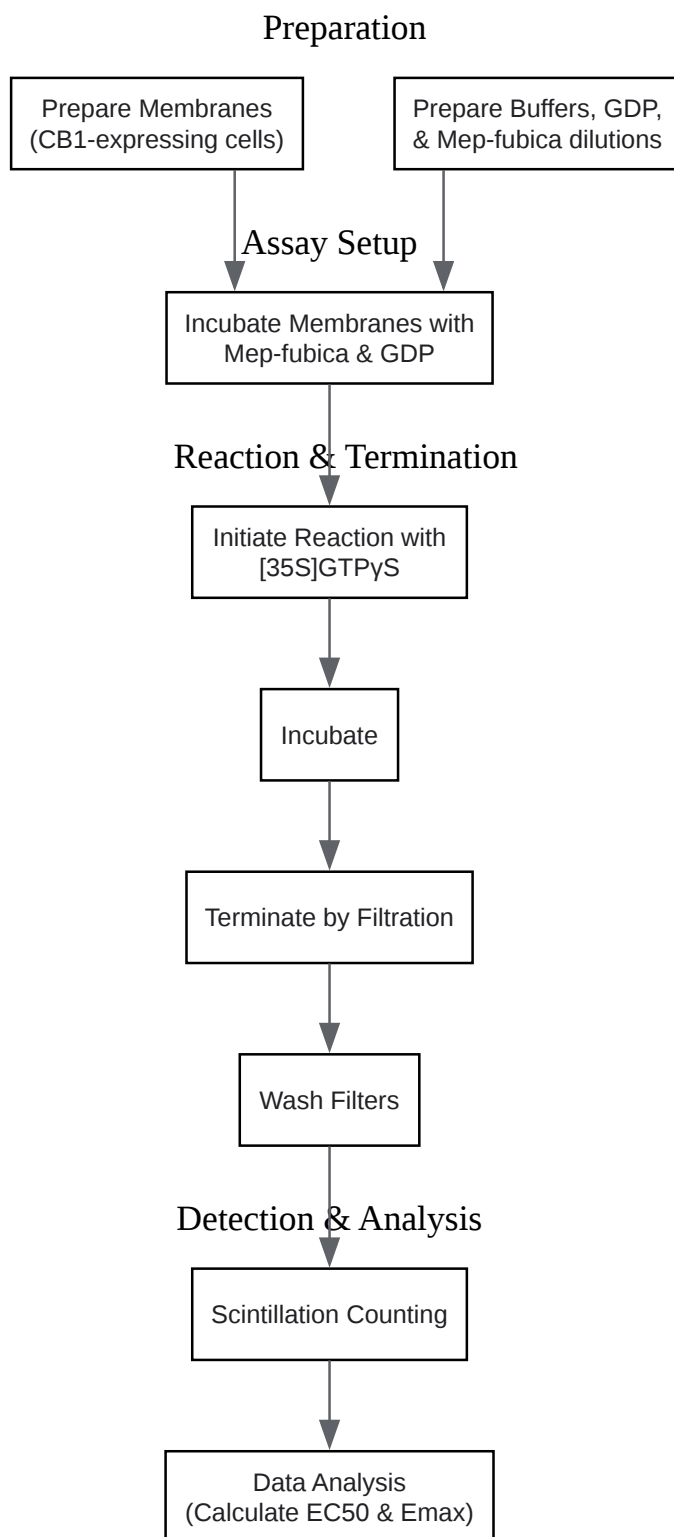 Preparation
Prepare Membranes
(CB1-expressing cells)
Prepare Buffers, GDP,
& Mep-fubica dilutions
Assay Setup
Incubate Membranes with
Mep-fubica & GDP
Reaction & Termination
Initiate Reaction with
[35S]GTPγS
Incubate
Terminate by Filtration
Wash Filters
Detection & Analysis
Scintillation Counting
Data Analysis
(Calculate EC50 & Emax)